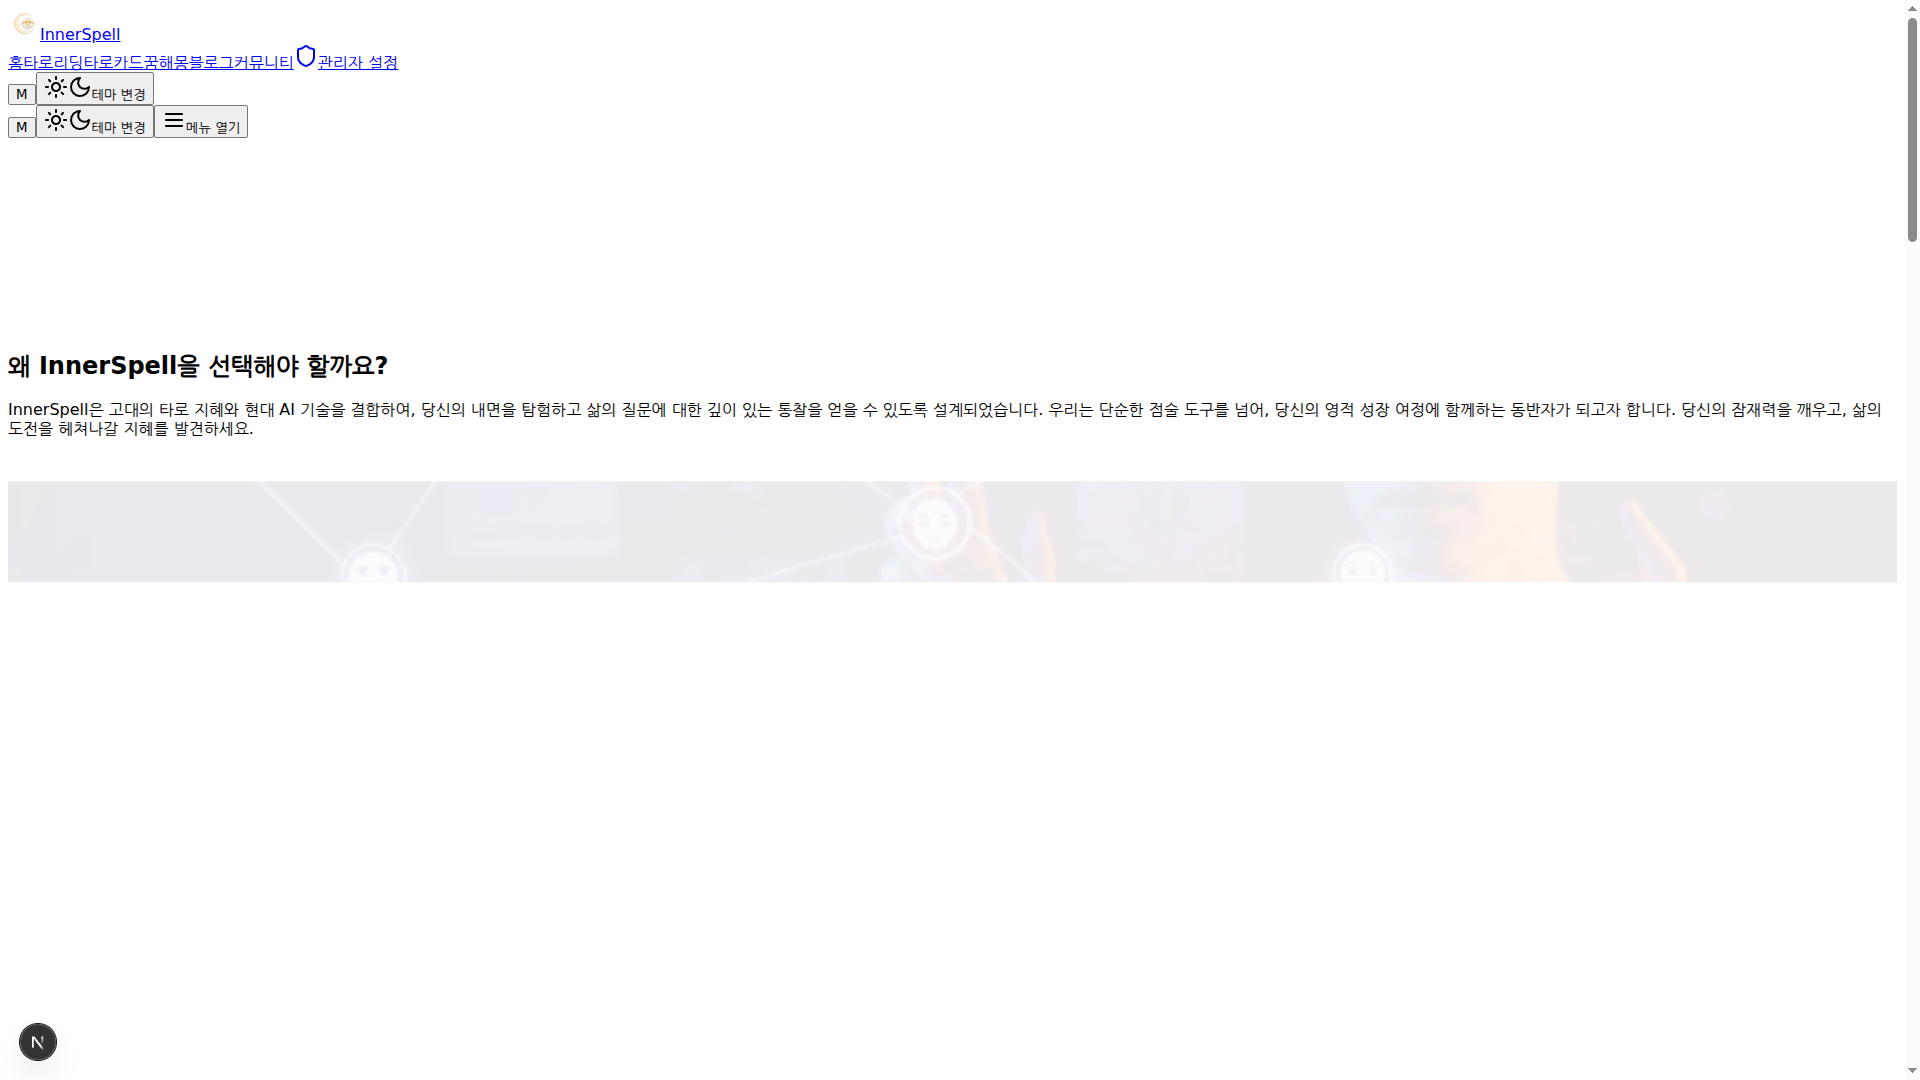 InnerSpell
홈타로리딩타로카드꿈해몽블로그커뮤니티관리자 설정
M테마 변경
M테마 변경메뉴 열기
왜 InnerSpell을 선택해야 할까요?
InnerSpell은 고대의 타로 지혜와 현대 AI 기술을 결합하여, 당신의 내면을 탐험하고 삶의 질문에 대한 깊이 있는 통찰을 얻을 수 있도록 설계되었습니다. 우리는 단순한 점술 도구를 넘어, 당신의 영적 성장 여정에 함께하는 동반자가 되고자 합니다. 당신의 잠재력을 깨우고, 삶의
도전을 헤쳐나갈 지혜를 발견하세요.
N